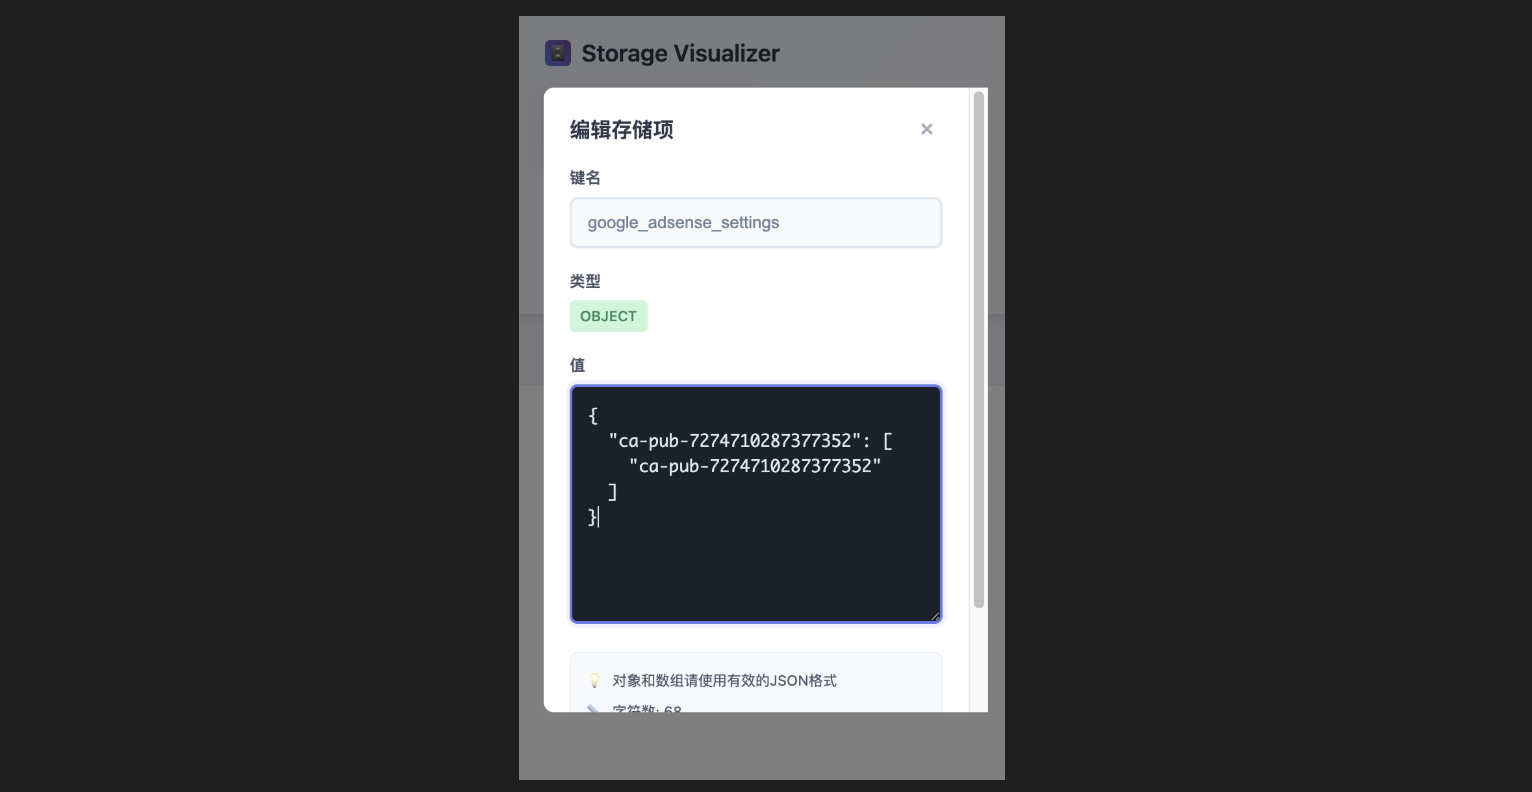 Storage Visualizer
编辑存储项
×
键名
google_adsense_settings
类型
OBJECT
值
{
  "ca-pub-7274710287377352": [
    "ca-pub-7274710287377352"
  ]
}
对象和数组请使用有效的JSON格式
字符数: 68